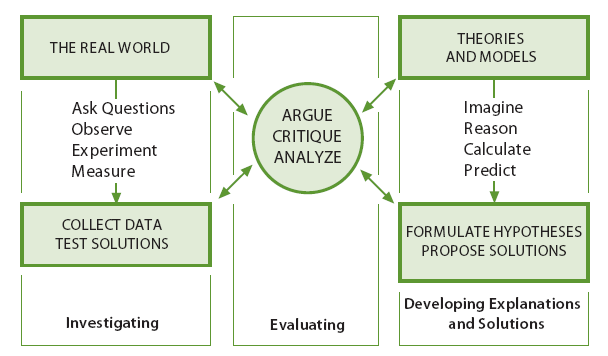 THE REAL WORLD
Ask Questions
Observe
Experiment
Measure
COLLECT DATA
TEST SOLUTIONS
Investigating
ARGUE
CRITIQUE
ANALYZE
Evaluating
THEORIES
AND MODELS
Imagine
Reason
Calculate
Predict
FORMULATE HYPOTHESES
PROPOSE SOLUTIONS
Developing Explanations
and Solutions